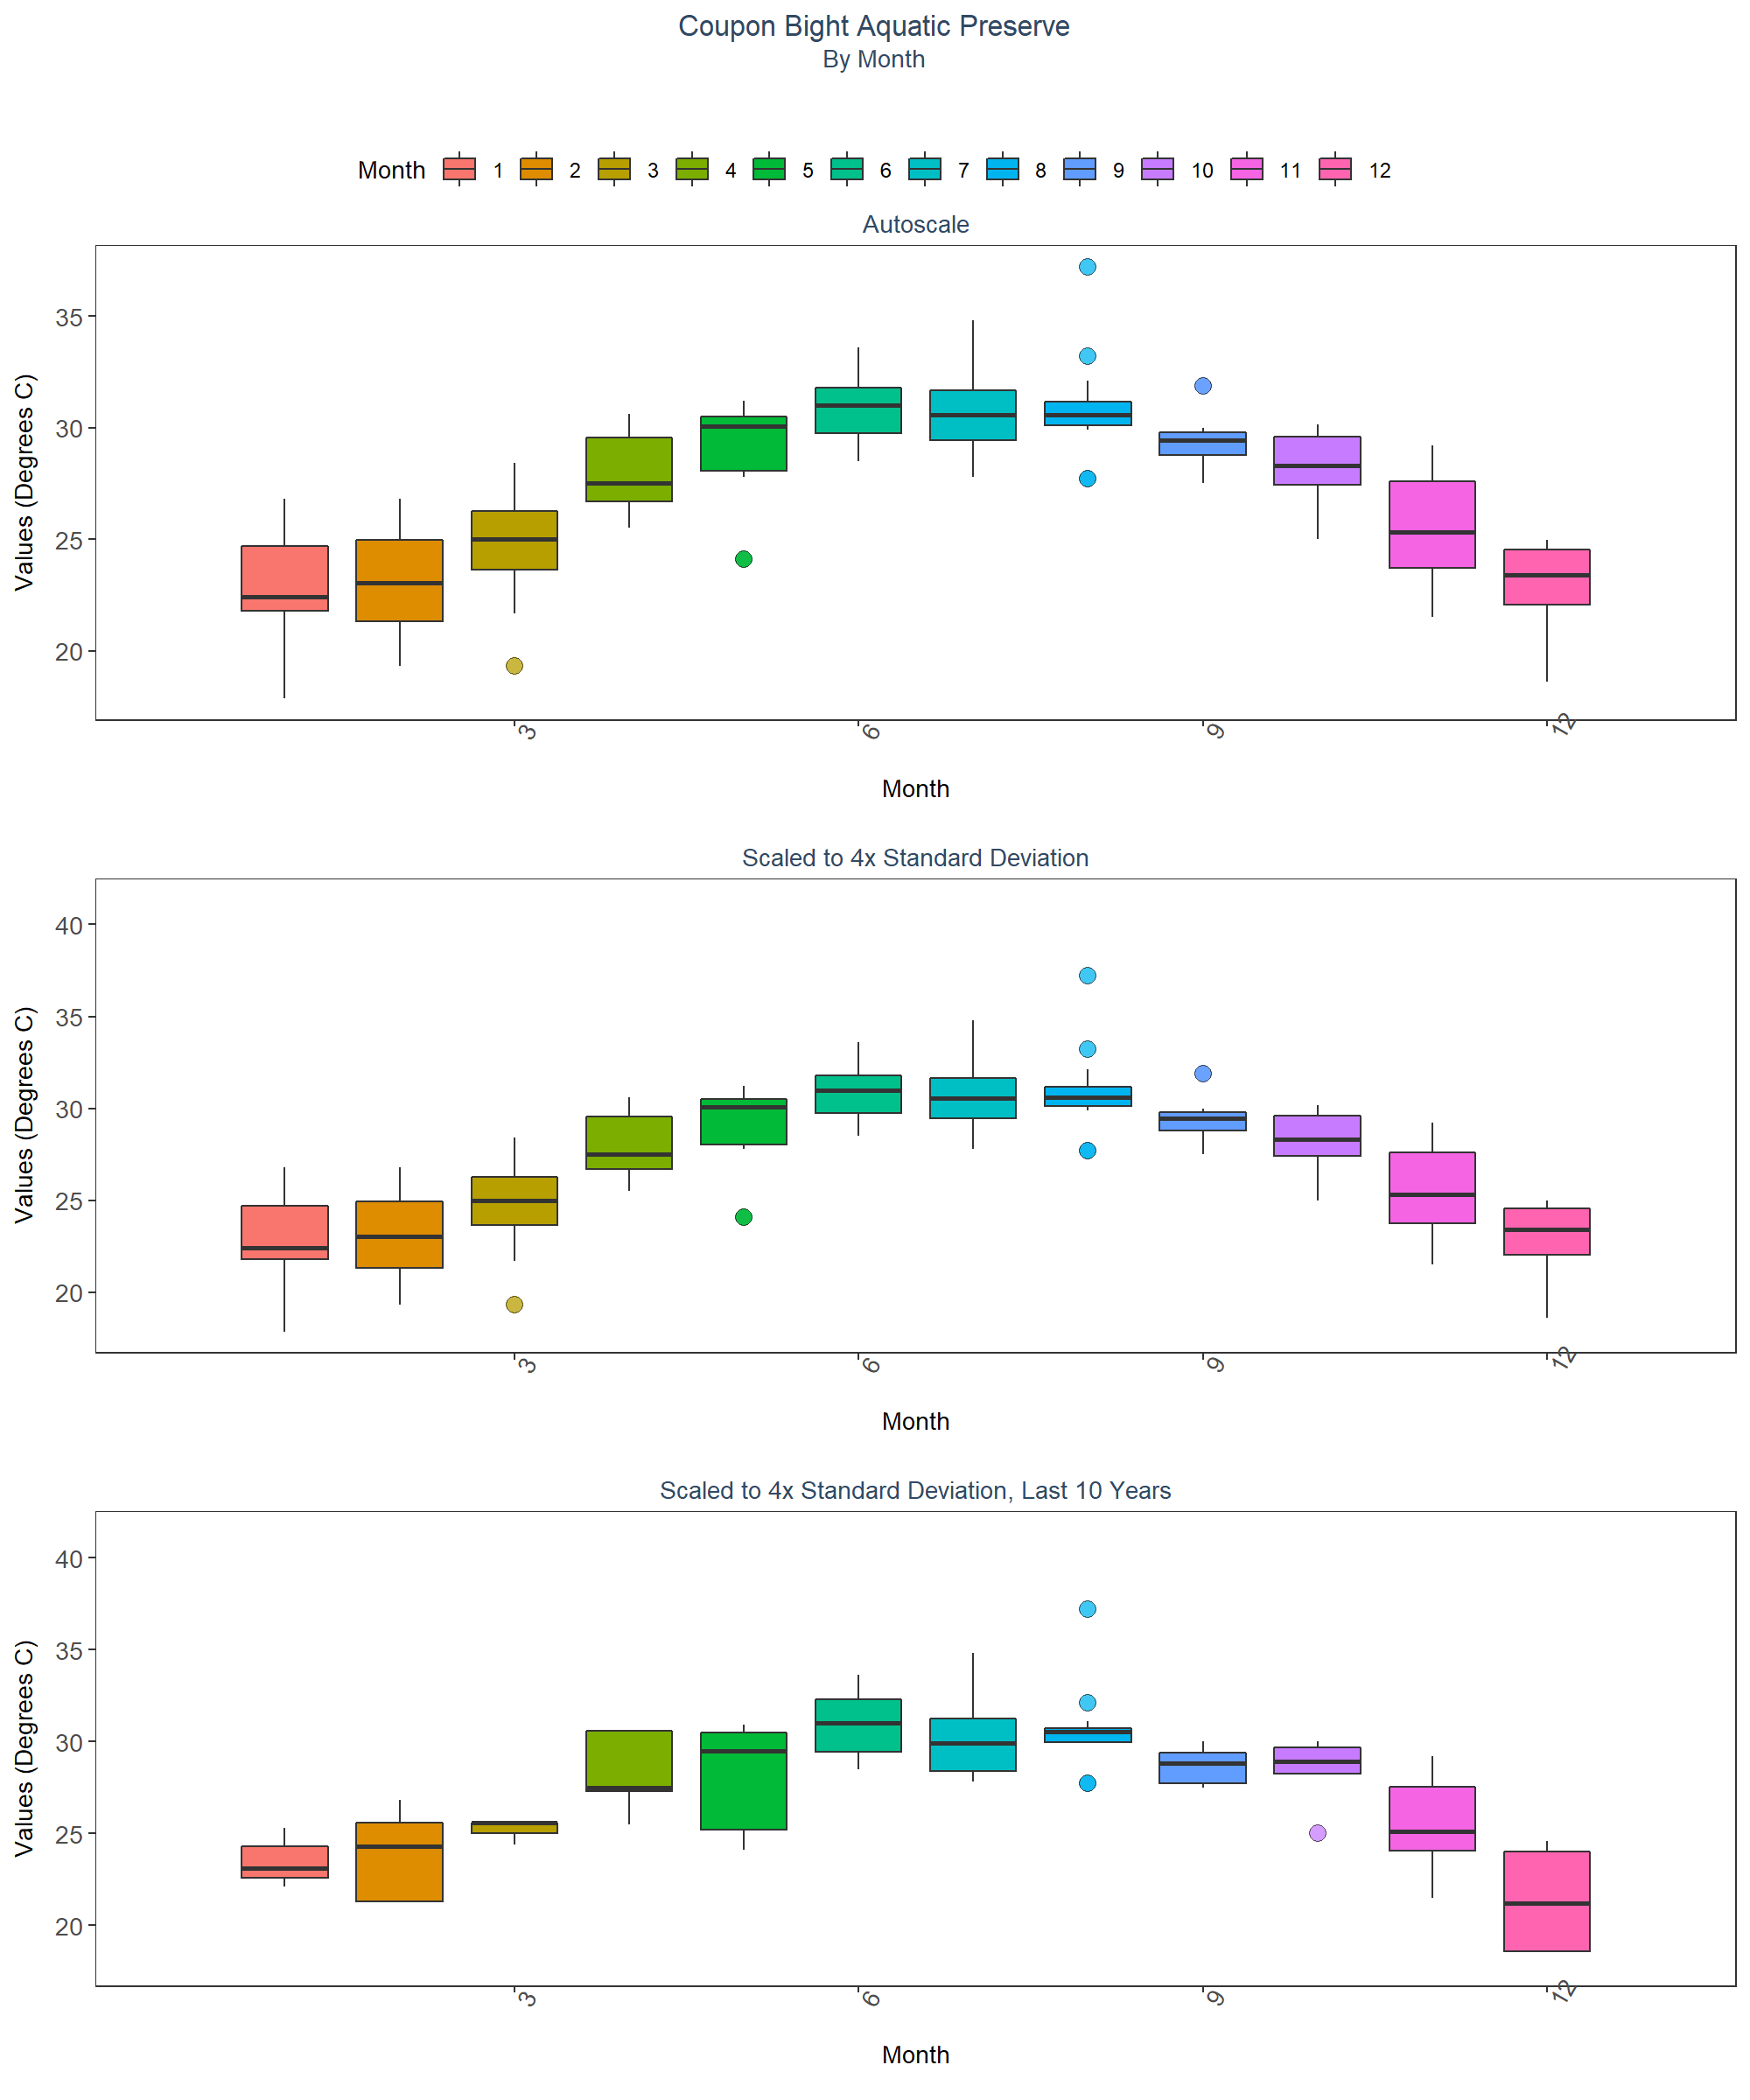 Coupon Bight Aquatic Preserve
By Month
Month 1 2 3 4 5 6 7 8 9 10 11 12
Autoscale
Values (Degrees C)
35
30
25
20
3 6 9 12
Month
Scaled to 4x Standard Deviation
Values (Degrees C)
40
35
30
25
20
3 6 9 12
Month
Scaled to 4x Standard Deviation, Last 10 Years
Values (Degrees C)
40
35
30
25
20
3 6 9 12
Month